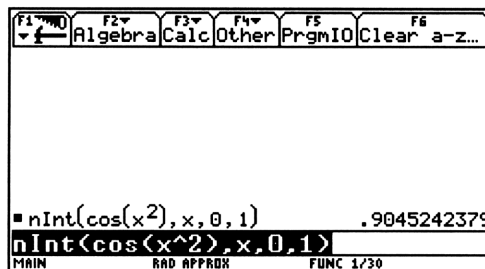 F1 F2 Algebra F3 Calc F4 Other F5 PrgmIO F6 Clear a-z…
nInt(cos(x²),x,0,1) .9045242379
nInt(cos(x^2),x,0,1)
MAIN RAD APPROX FUNC 1/30